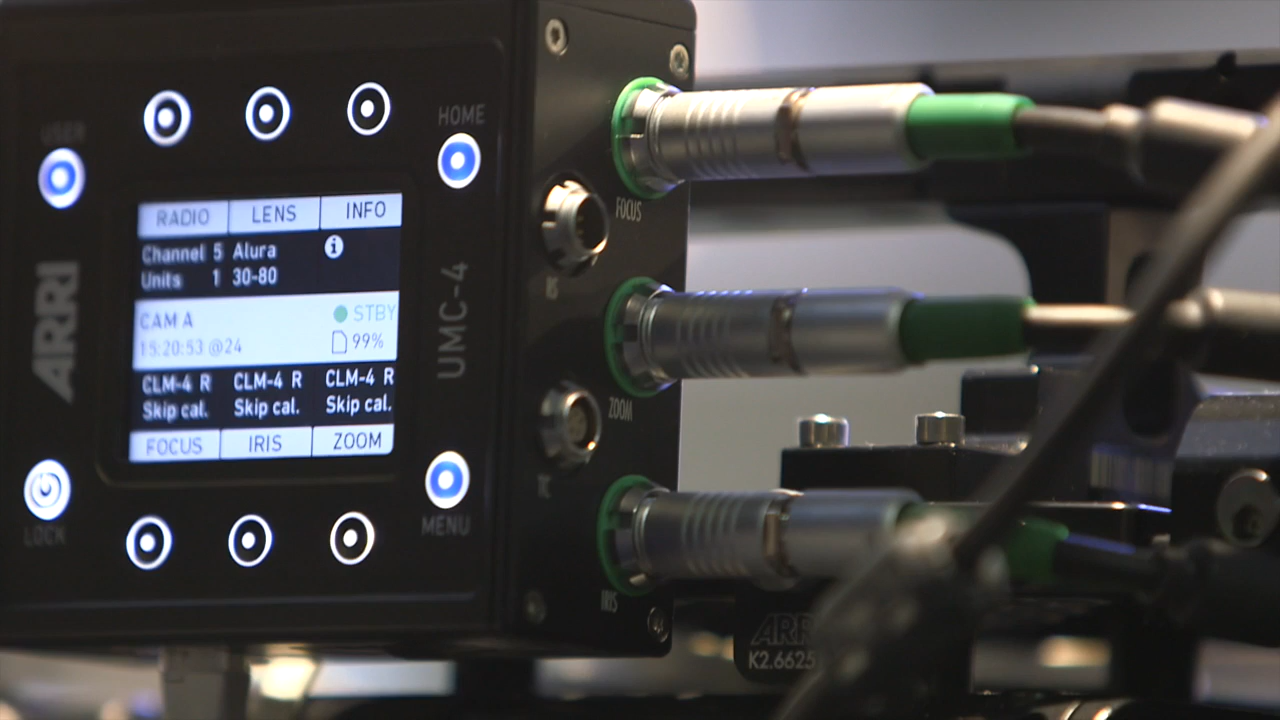 USER
HOME
RADIO LENS INFO
Channel 5 Alura i
Units 1 30-80
CAM A STBY
15:20:53 @24 99%
CLM-4 R CLM-4 R CLM-4 R
Skip cal. Skip cal. Skip cal.
FOCUS IRIS ZOOM
LOCK
MENU
ARRI
UMC-4
FOCUS
ZOOM
IRIS
ARRI
K2.6625